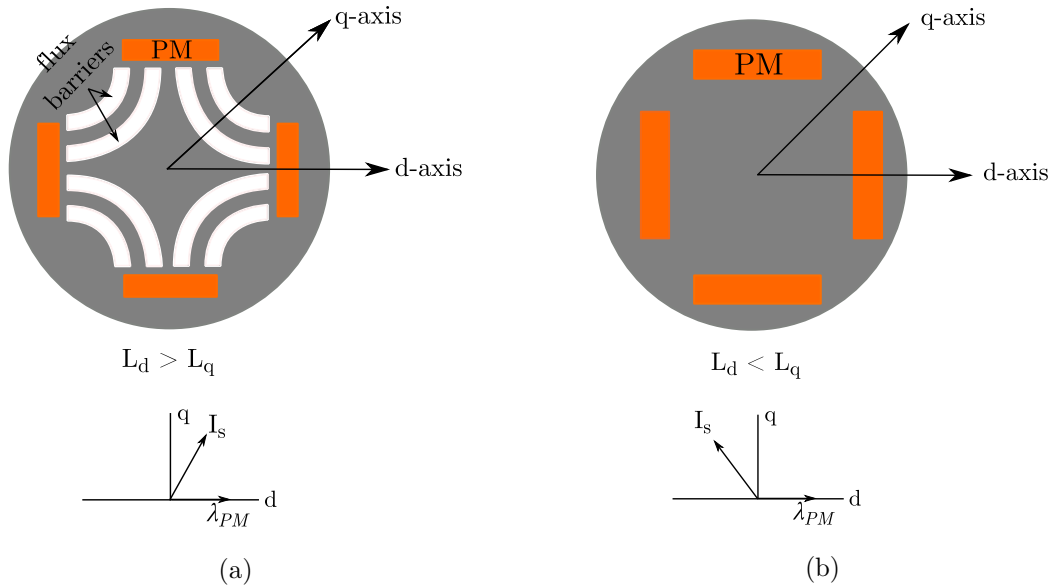 q-axis
flux
barriers
PM
d-axis
L_d > L_q
q
I_s
d
λ_PM
(a)
q-axis
PM
d-axis
L_d < L_q
I_s
q
d
λ_PM
(b)